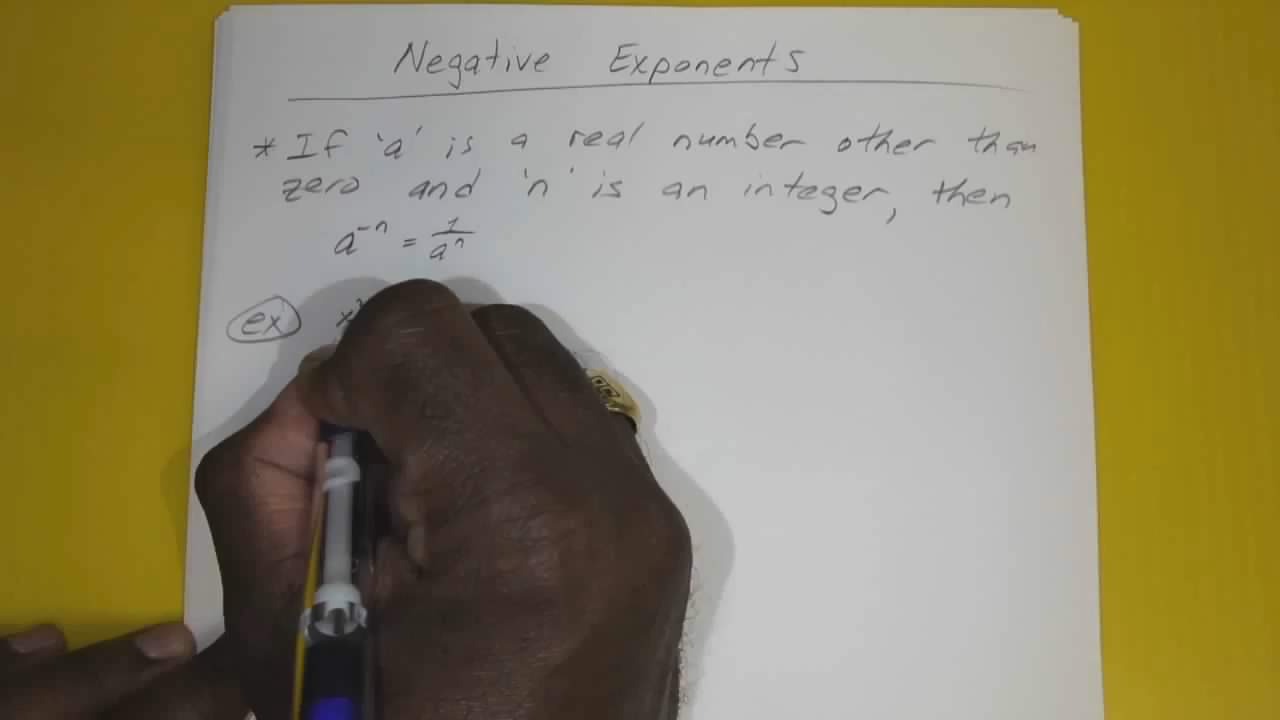 Negative Exponents
* If 'a' is a real number other than
zero and 'n' is an integer, then
a⁻ⁿ = 1/aⁿ
ex